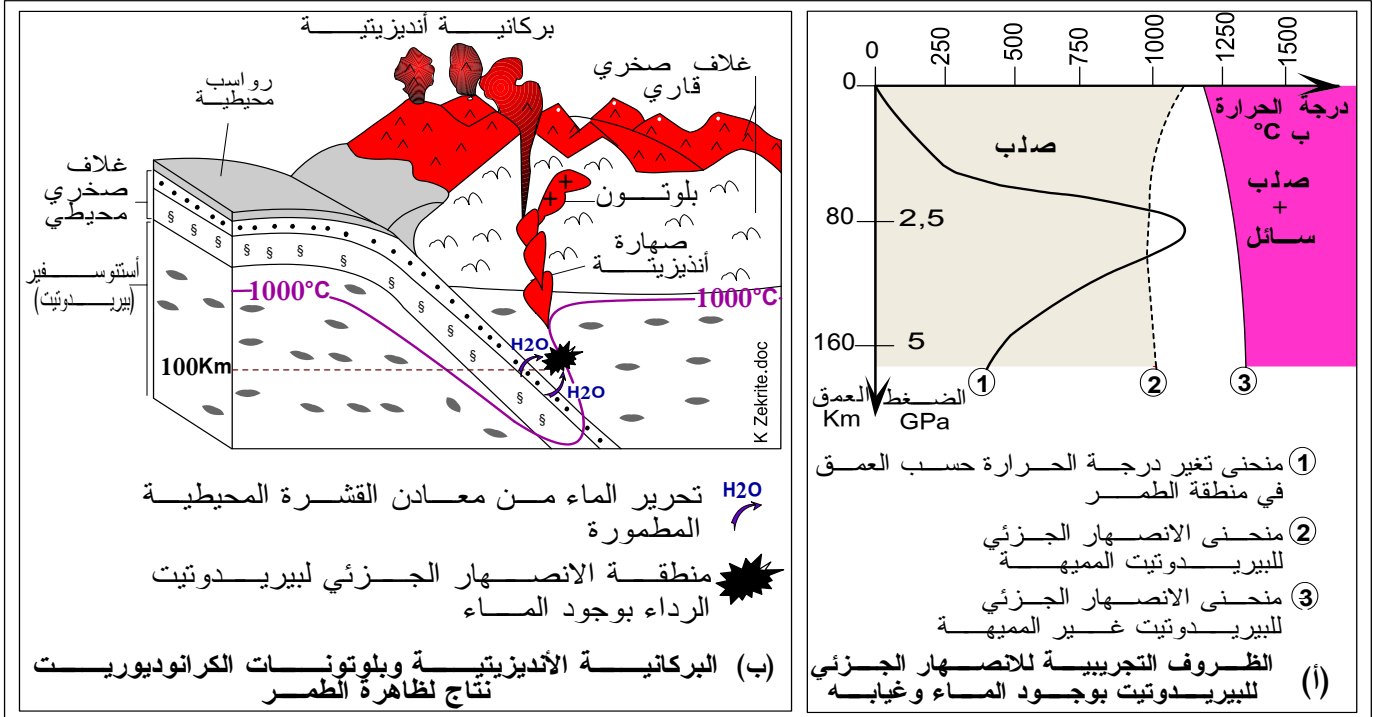 0
250
500
750
1000
1250
1500
درجة الحرارة
ب °C
0
80
2,5
160
5
صلب
صلب
+
سائل
1
2
3
العمق
Km
الضغط
GPa
1 منحنى تغير درجة الحرارة حسب العمق
في منطقة الطمر
2 منحنى الانصهار الجزئي
للبيريدوتيت المميهة
3 منحنى الانصهار الجزئي
للبيريدوتيت غير المميهة
(أ) الظروف التجريبية للانصهار الجزئي
للبيريدوتيت بوجود الماء وغيابه
بركانية أنديزيتية
رواسب
محيطية
غلاف صخري
قاري
غلاف
صخري
محيطي
أستنوسفير
(بيريدوتيت)
بلوتون
صهارة
أنذيزيتة
1000°C
1000°C
100Km
H2O
H2O
K Zekrite.doc
H2O تحرير الماء من معادن القشرة المحيطية
المطمورة
منطقة الانصهار الجزئي لبيريدوتيت
الرداء بوجود الماء
(ب) البركانية الأنديزيتية وبلوتونات الكرانوديوريت
نتاج لظاهرة الطمر